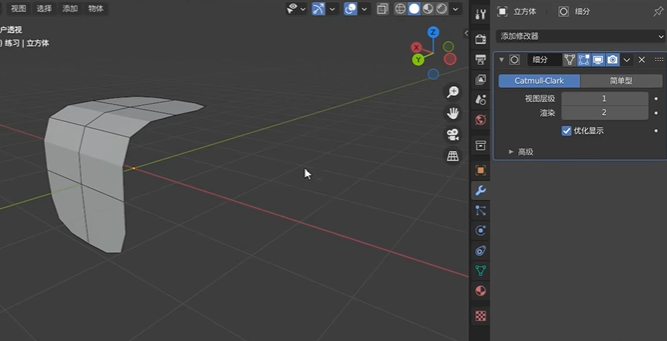 视图 选择 添加 物体
户透视
) 练习 | 立方体
X
Y
Z
立方体 细分
添加修改器
细分
Catmull-Clark 简单型
视图层级 1
渲染 2
优化显示
高级